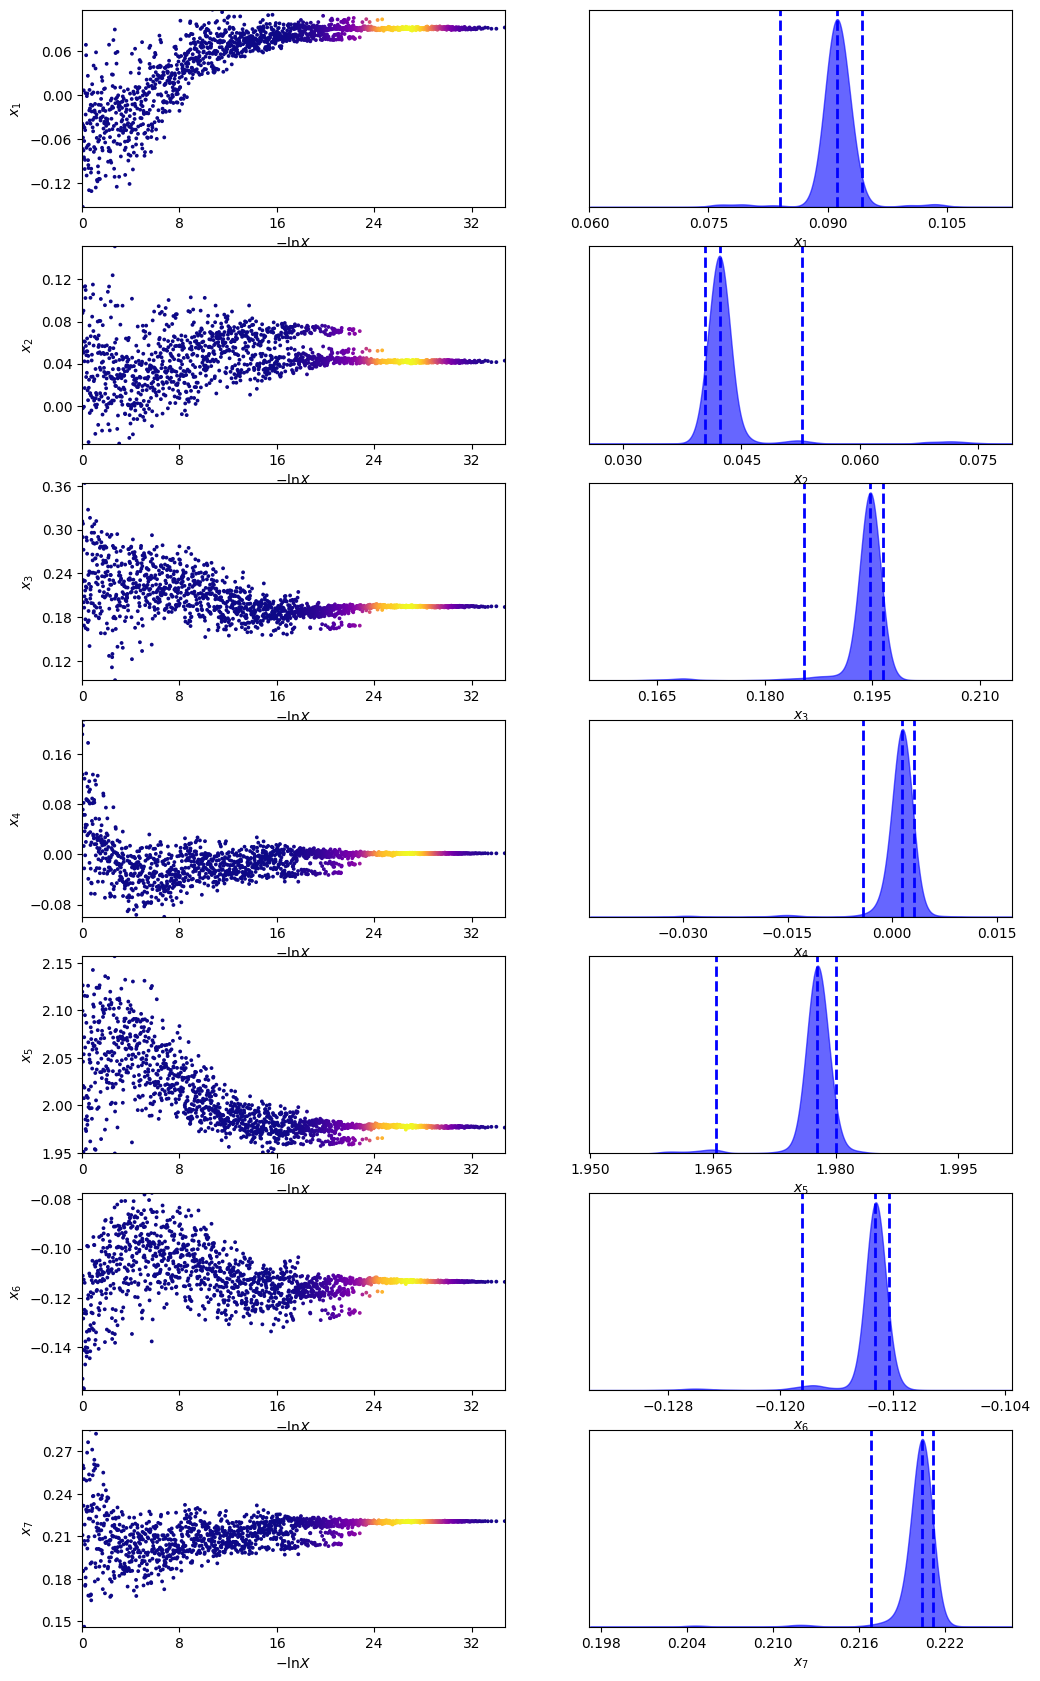 0.06
0.00
−0.06
−0.12
x1
0 8 16 24 32
−lnX
0.060 0.075 0.090 0.105
x1
0.12
0.08
0.04
0.00
x2
0 8 16 24 32
−lnX
0.030 0.045 0.060 0.075
x2
0.36
0.30
0.24
0.18
0.12
x3
0 8 16 24 32
−lnX
0.165 0.180 0.195 0.210
x3
0.16
0.08
0.00
−0.08
x4
0 8 16 24 32
−lnX
−0.030 −0.015 0.000 0.015
x4
2.15
2.10
2.05
2.00
1.95
x5
0 8 16 24 32
−lnX
1.950 1.965 1.980 1.995
x5
−0.08
−0.10
−0.12
−0.14
x6
0 8 16 24 32
−lnX
−0.128 −0.120 −0.112 −0.104
x6
0.27
0.24
0.21
0.18
0.15
x7
0 8 16 24 32
−lnX
0.198 0.204 0.210 0.216 0.222
x7